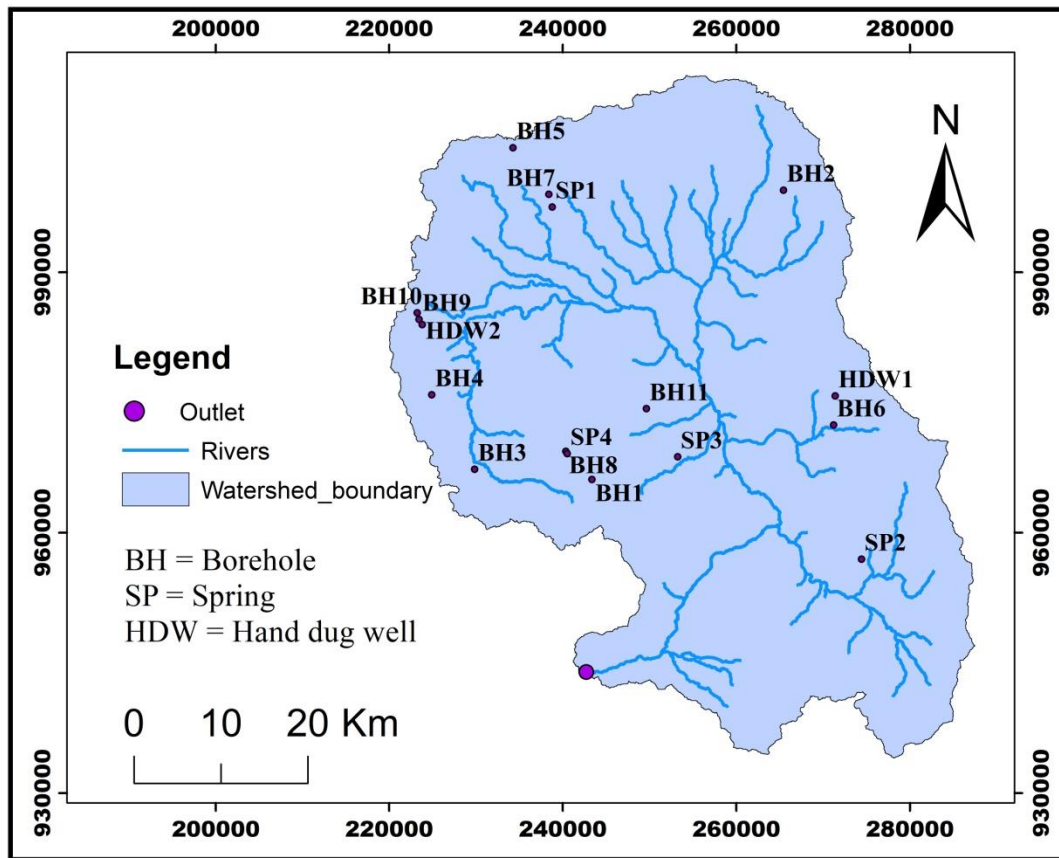 200000 220000 240000 260000 280000
N
BH5
BH7
SP1
BH2
990000
990000
BH10
BH9
HDW2
Legend
Outlet
Rivers
Watershed_boundary
BH4
BH11
HDW1
BH6
SP4
SP3
BH3
BH8
BH1
960000
960000
SP2
BH = Borehole
SP = Spring
HDW = Hand dug well
0 10 20 Km
930000
930000
200000 220000 240000 260000 280000